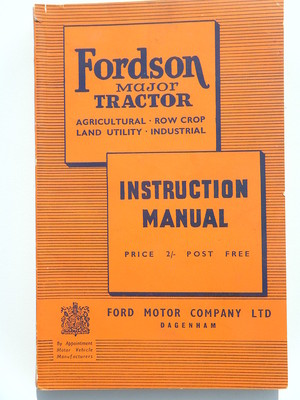 Fordson
MAJOR
TRACTOR
AGRICULTURAL · ROW CROP
LAND UTILITY · INDUSTRIAL
INSTRUCTION
MANUAL
PRICE 2/- POST FREE
FORD MOTOR COMPANY LTD
DAGENHAM
By Appointment
Motor Vehicle
Manufacturers